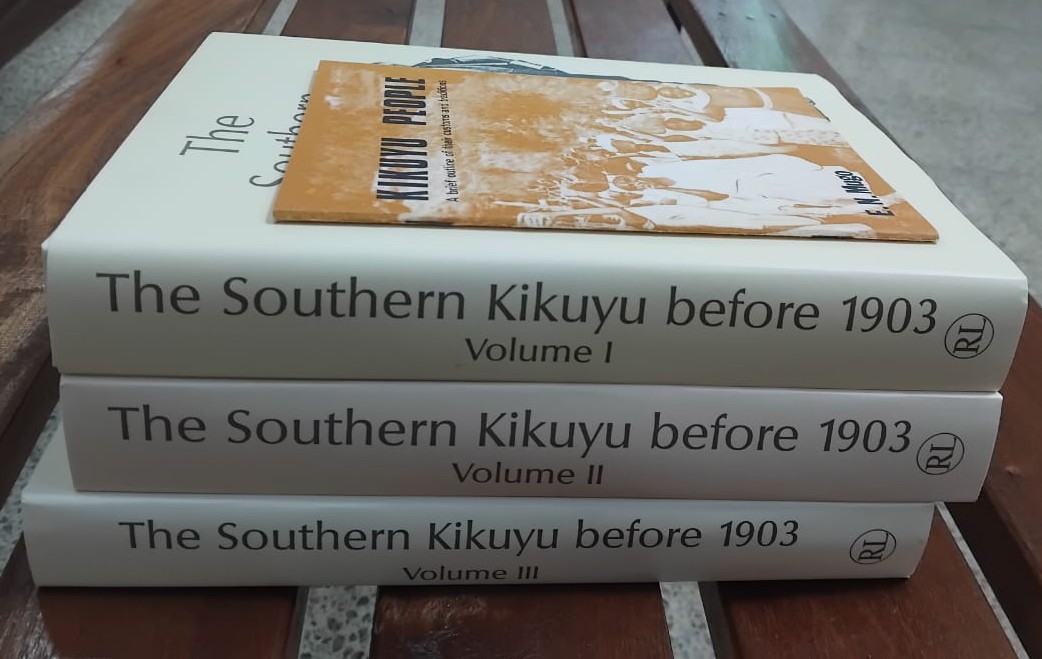 The
Southern
KIKUYU PEOPLE
A brief outline of their customs and traditions
E. N. Mugo
The Southern Kikuyu before 1903
Volume I
RL
The Southern Kikuyu before 1903
Volume II
RL
The Southern Kikuyu before 1903
Volume III
RL